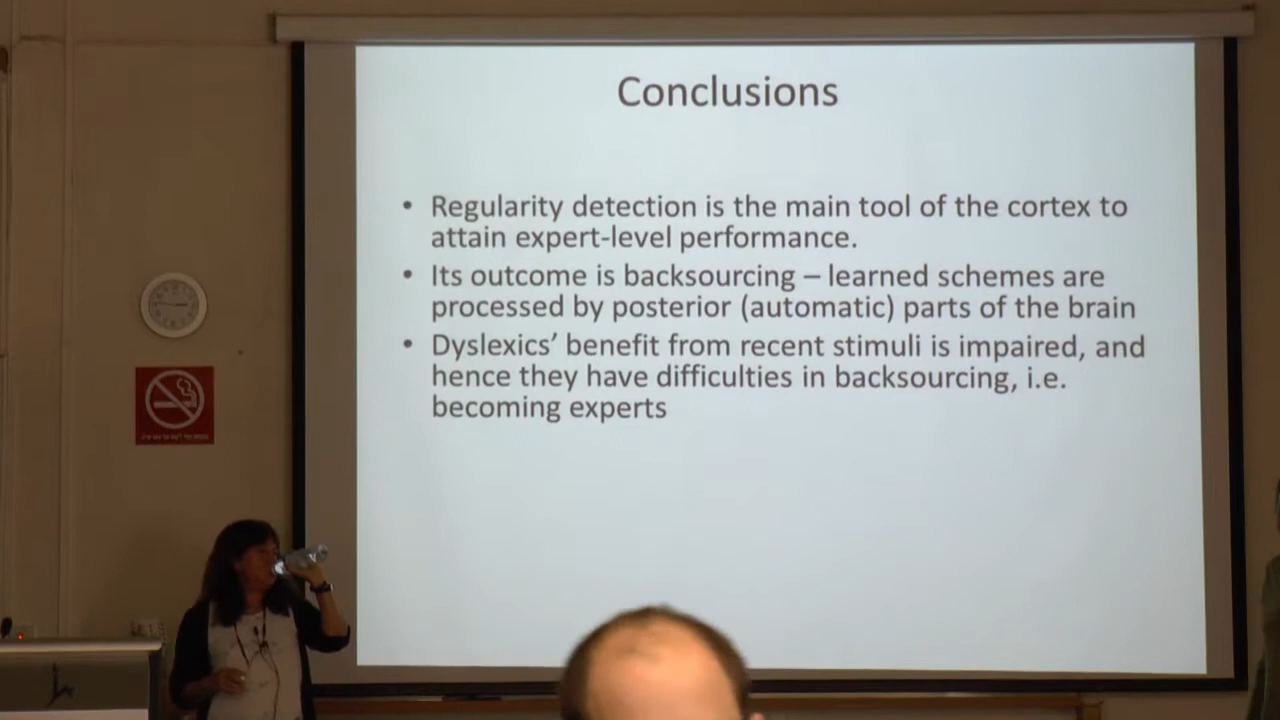 Conclusions
• Regularity detection is the main tool of the cortex to
attain expert-level performance.
• Its outcome is backsourcing – learned schemes are
processed by posterior (automatic) parts of the brain
• Dyslexics’ benefit from recent stimuli is impaired, and
hence they have difficulties in backsourcing, i.e.
becoming experts